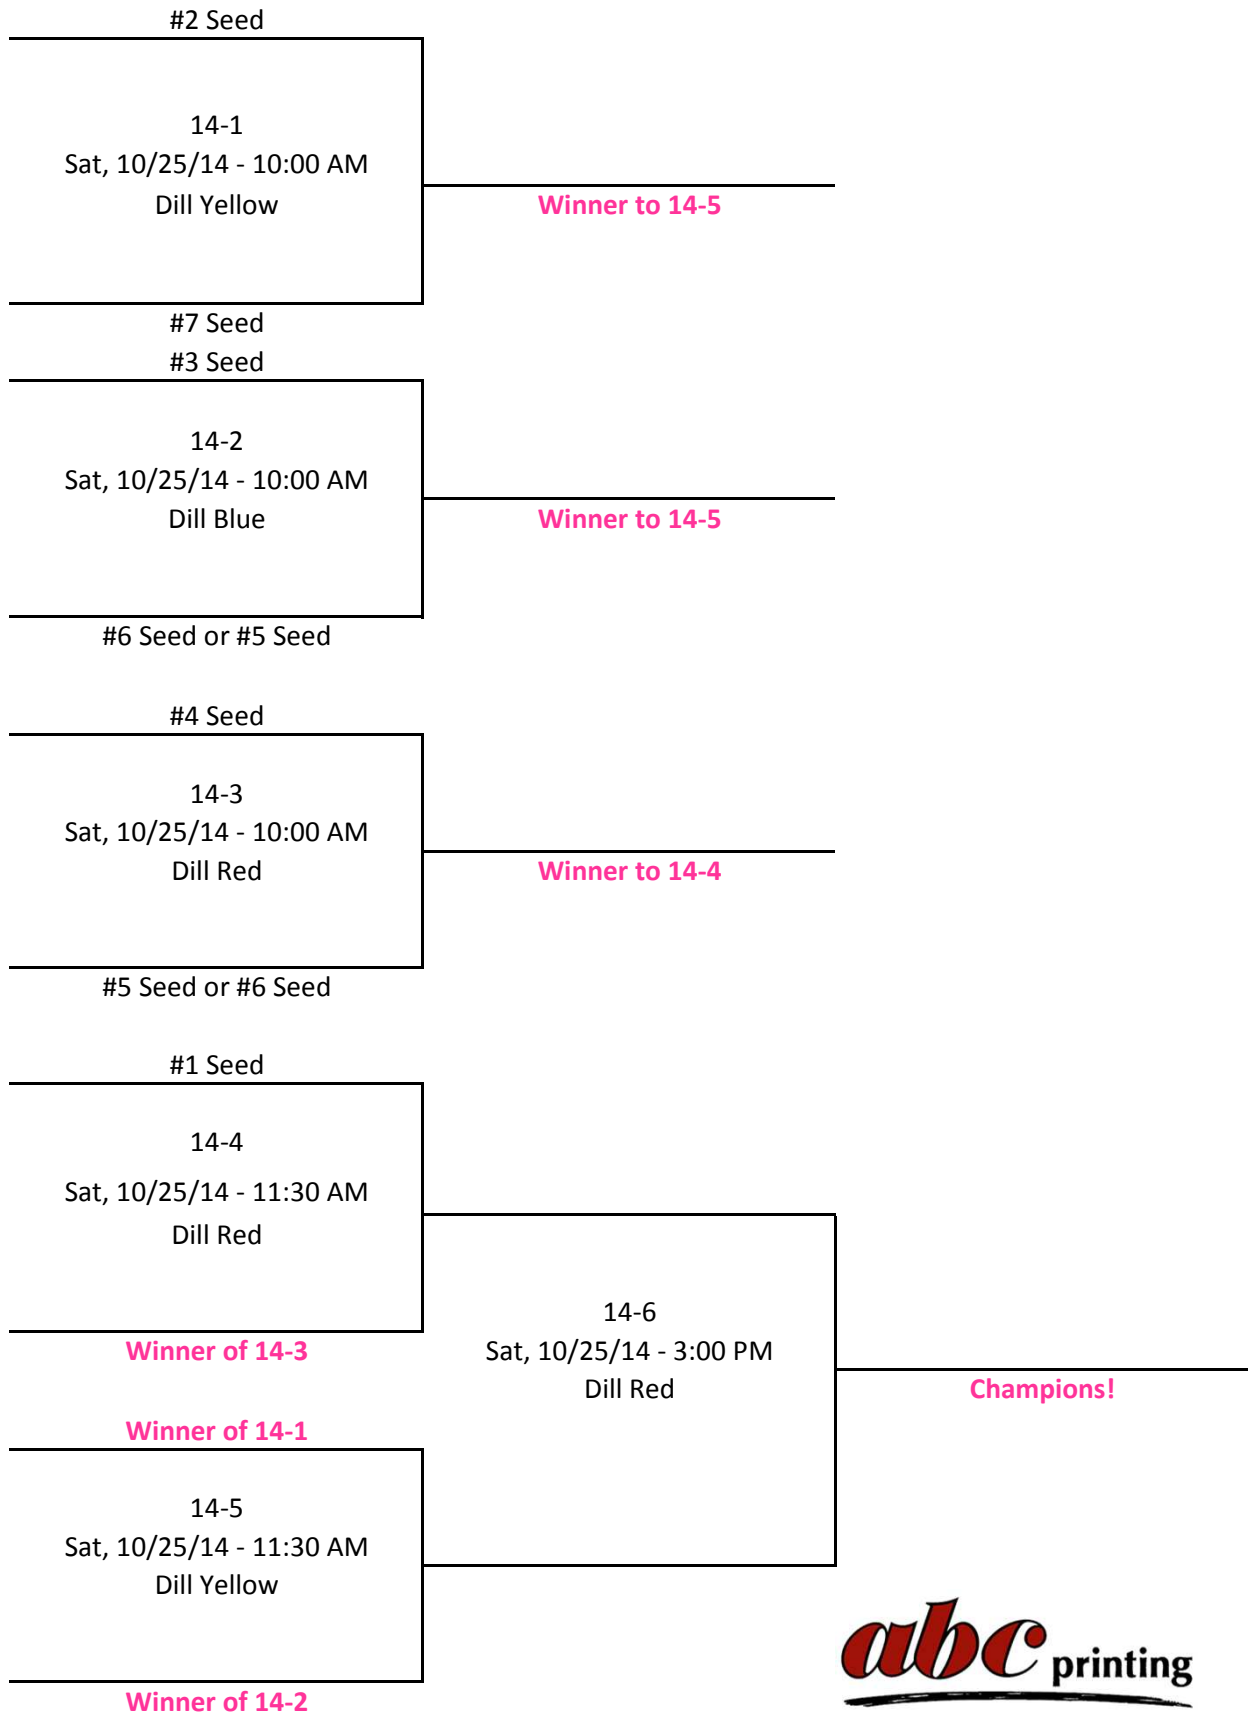 #2 Seed
14-1
Sat, 10/25/14 - 10:00 AM
Dill Yellow
Winner to 14-5
#7 Seed
#3 Seed
14-2
Sat, 10/25/14 - 10:00 AM
Dill Blue
Winner to 14-5
#6 Seed or #5 Seed
#4 Seed
14-3
Sat, 10/25/14 - 10:00 AM
Dill Red
Winner to 14-4
#5 Seed or #6 Seed
#1 Seed
14-4
Sat, 10/25/14 - 11:30 AM
Dill Red
Winner of 14-3
14-6
Sat, 10/25/14 - 3:00 PM
Dill Red
Champions!
Winner of 14-1
14-5
Sat, 10/25/14 - 11:30 AM
Dill Yellow
Winner of 14-2
abc printing